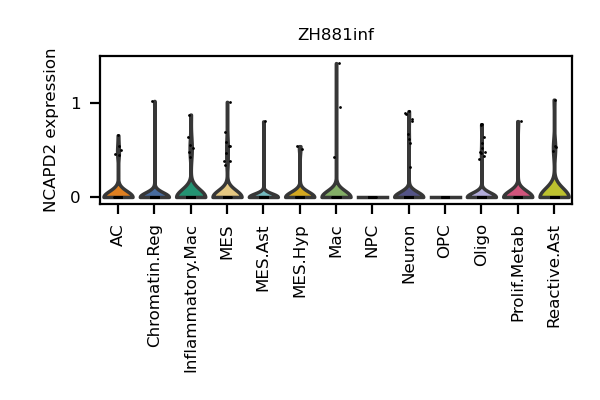 ZH881inf
NCAPD2 expression
1
0
AC
Chromatin.Reg
Inflammatory.Mac
MES
MES.Ast
MES.Hyp
Mac
NPC
Neuron
OPC
Oligo
Prolif.Metab
Reactive.Ast